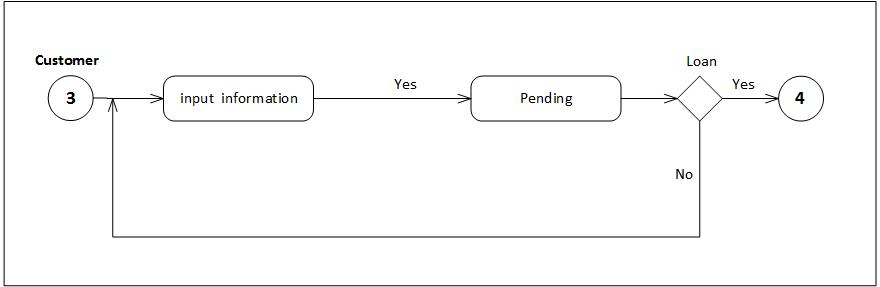 Customer
3
input information
Yes
Pending
Loan
Yes
4
No